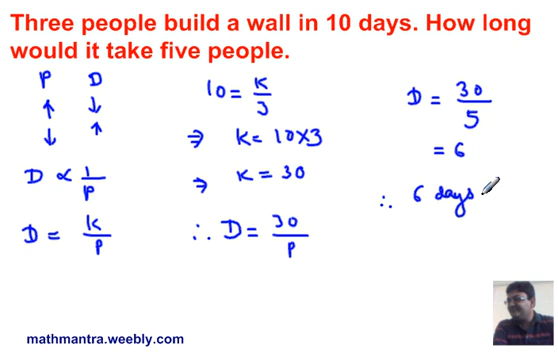 Three people build a wall in 10 days. How long
would it take five people.
P D
↑ ↓
↓ ↑
D ∝ 1/P
D = K/P
10 = K/3
⇒ K = 10×3
⇒ K = 30
∴ D = 30/P
D = 30/5
= 6
∴ 6 days
mathmantra.weebly.com